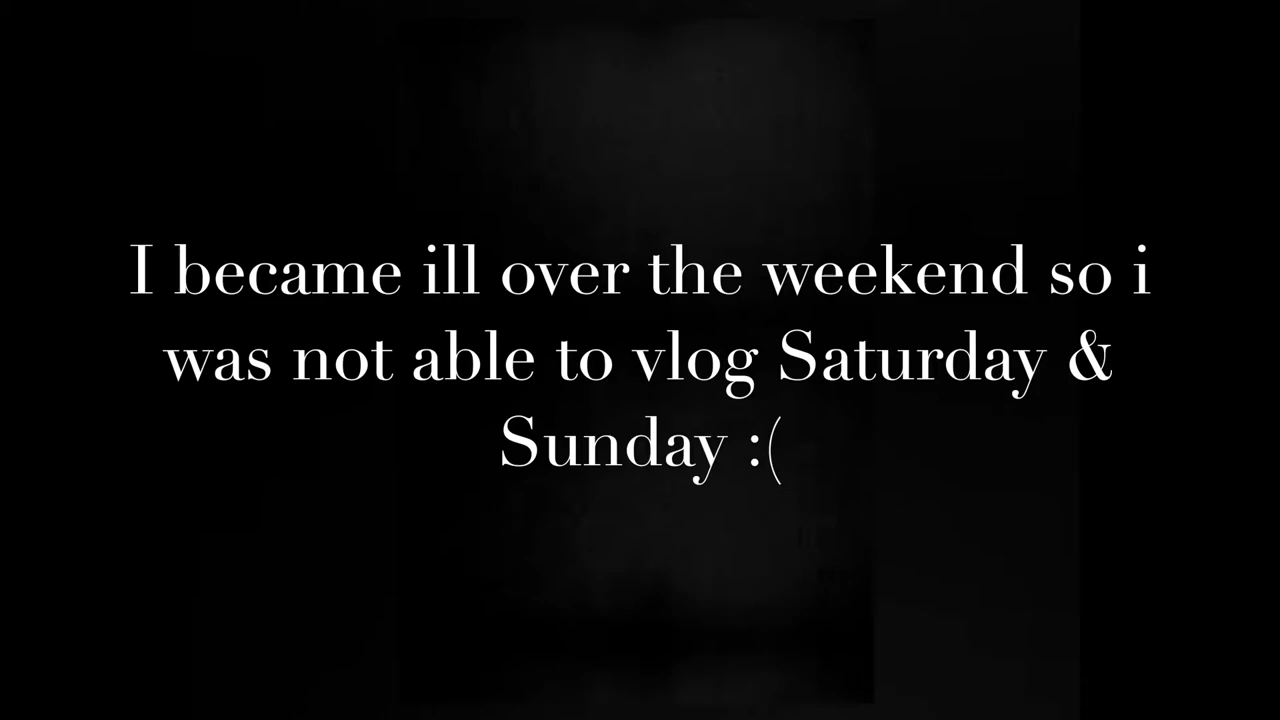 I became ill over the weekend so i
was not able to vlog Saturday &
Sunday :(